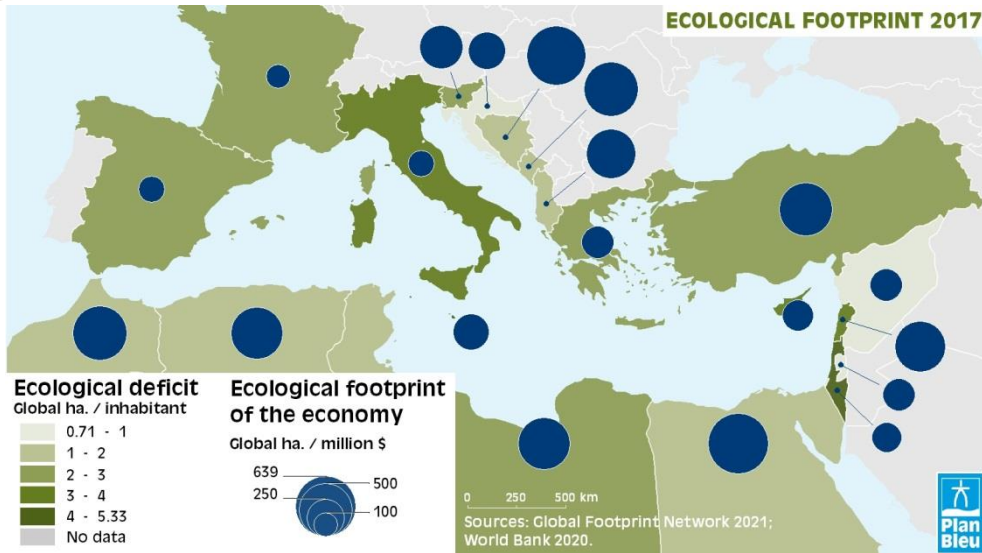 ECOLOGICAL FOOTPRINT 2017
Ecological deficit
Global ha. / inhabitant
0.71 - 1
1 - 2
2 - 3
3 - 4
4 - 5.33
No data
Ecological footprint
of the economy
Global ha. / million $
639
500
250
100
0 250 500 km
Sources: Global Footprint Network 2021;
World Bank 2020.
Plan
Bleu